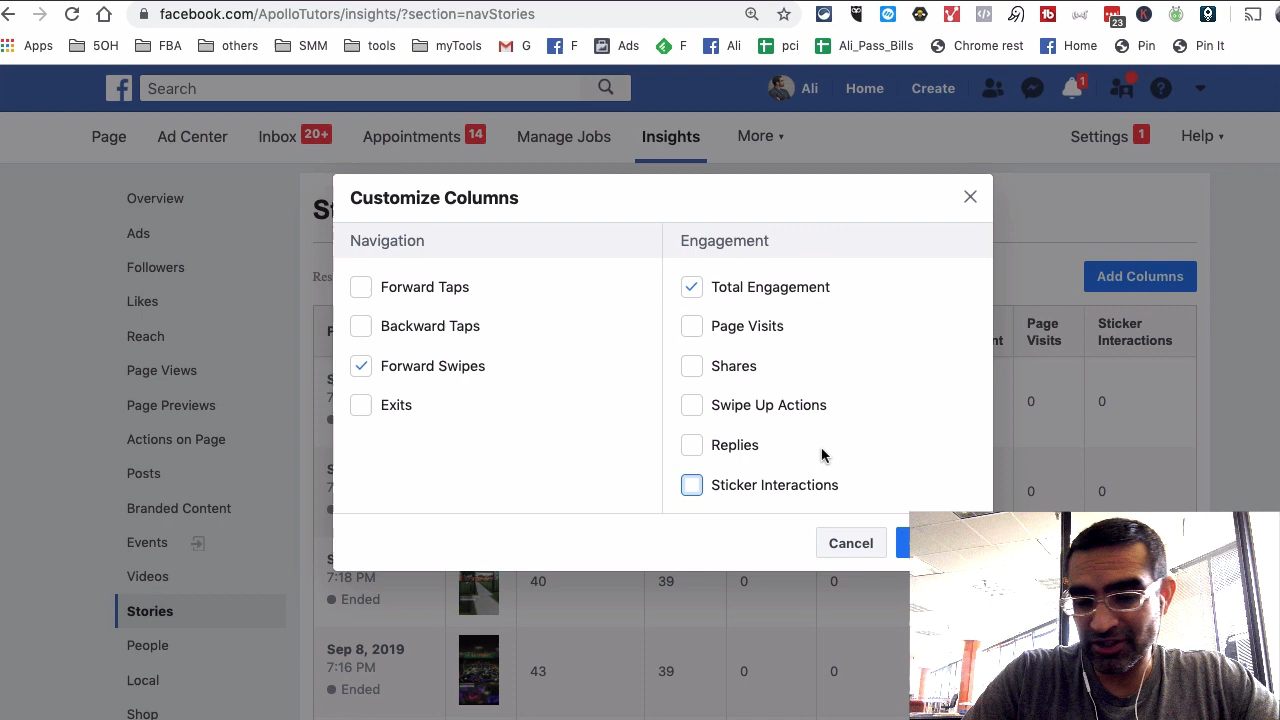 facebook.com/ApolloTutors/insights/?section=navStories
23
Apps 5OH FBA others SMM tools myTools G F Ads F Ali pci Ali_Pass_Bills Chrome rest Home Pin Pin It
Search Ali Home Create 1
Page Ad Center Inbox 20+ Appointments 14 Manage Jobs Insights More Settings 1 Help
Overview
Ads
Followers
Likes
Reach
Page Views
Page Previews
Actions on Page
Posts
Branded Content
Events
Videos
Stories
People
Local
Shop
Customize Columns
Navigation
Forward Taps
Backward Taps
Forward Swipes
Exits
Engagement
Total Engagement
Page Visits
Shares
Swipe Up Actions
Replies
Sticker Interactions
Cancel
Add Columns
Page
Visits
Sticker
Interactions
0 0
0 0
7:18 PM
Ended
40 39 0 0
Sep 8, 2019
7:16 PM
Ended
43 39 0 0